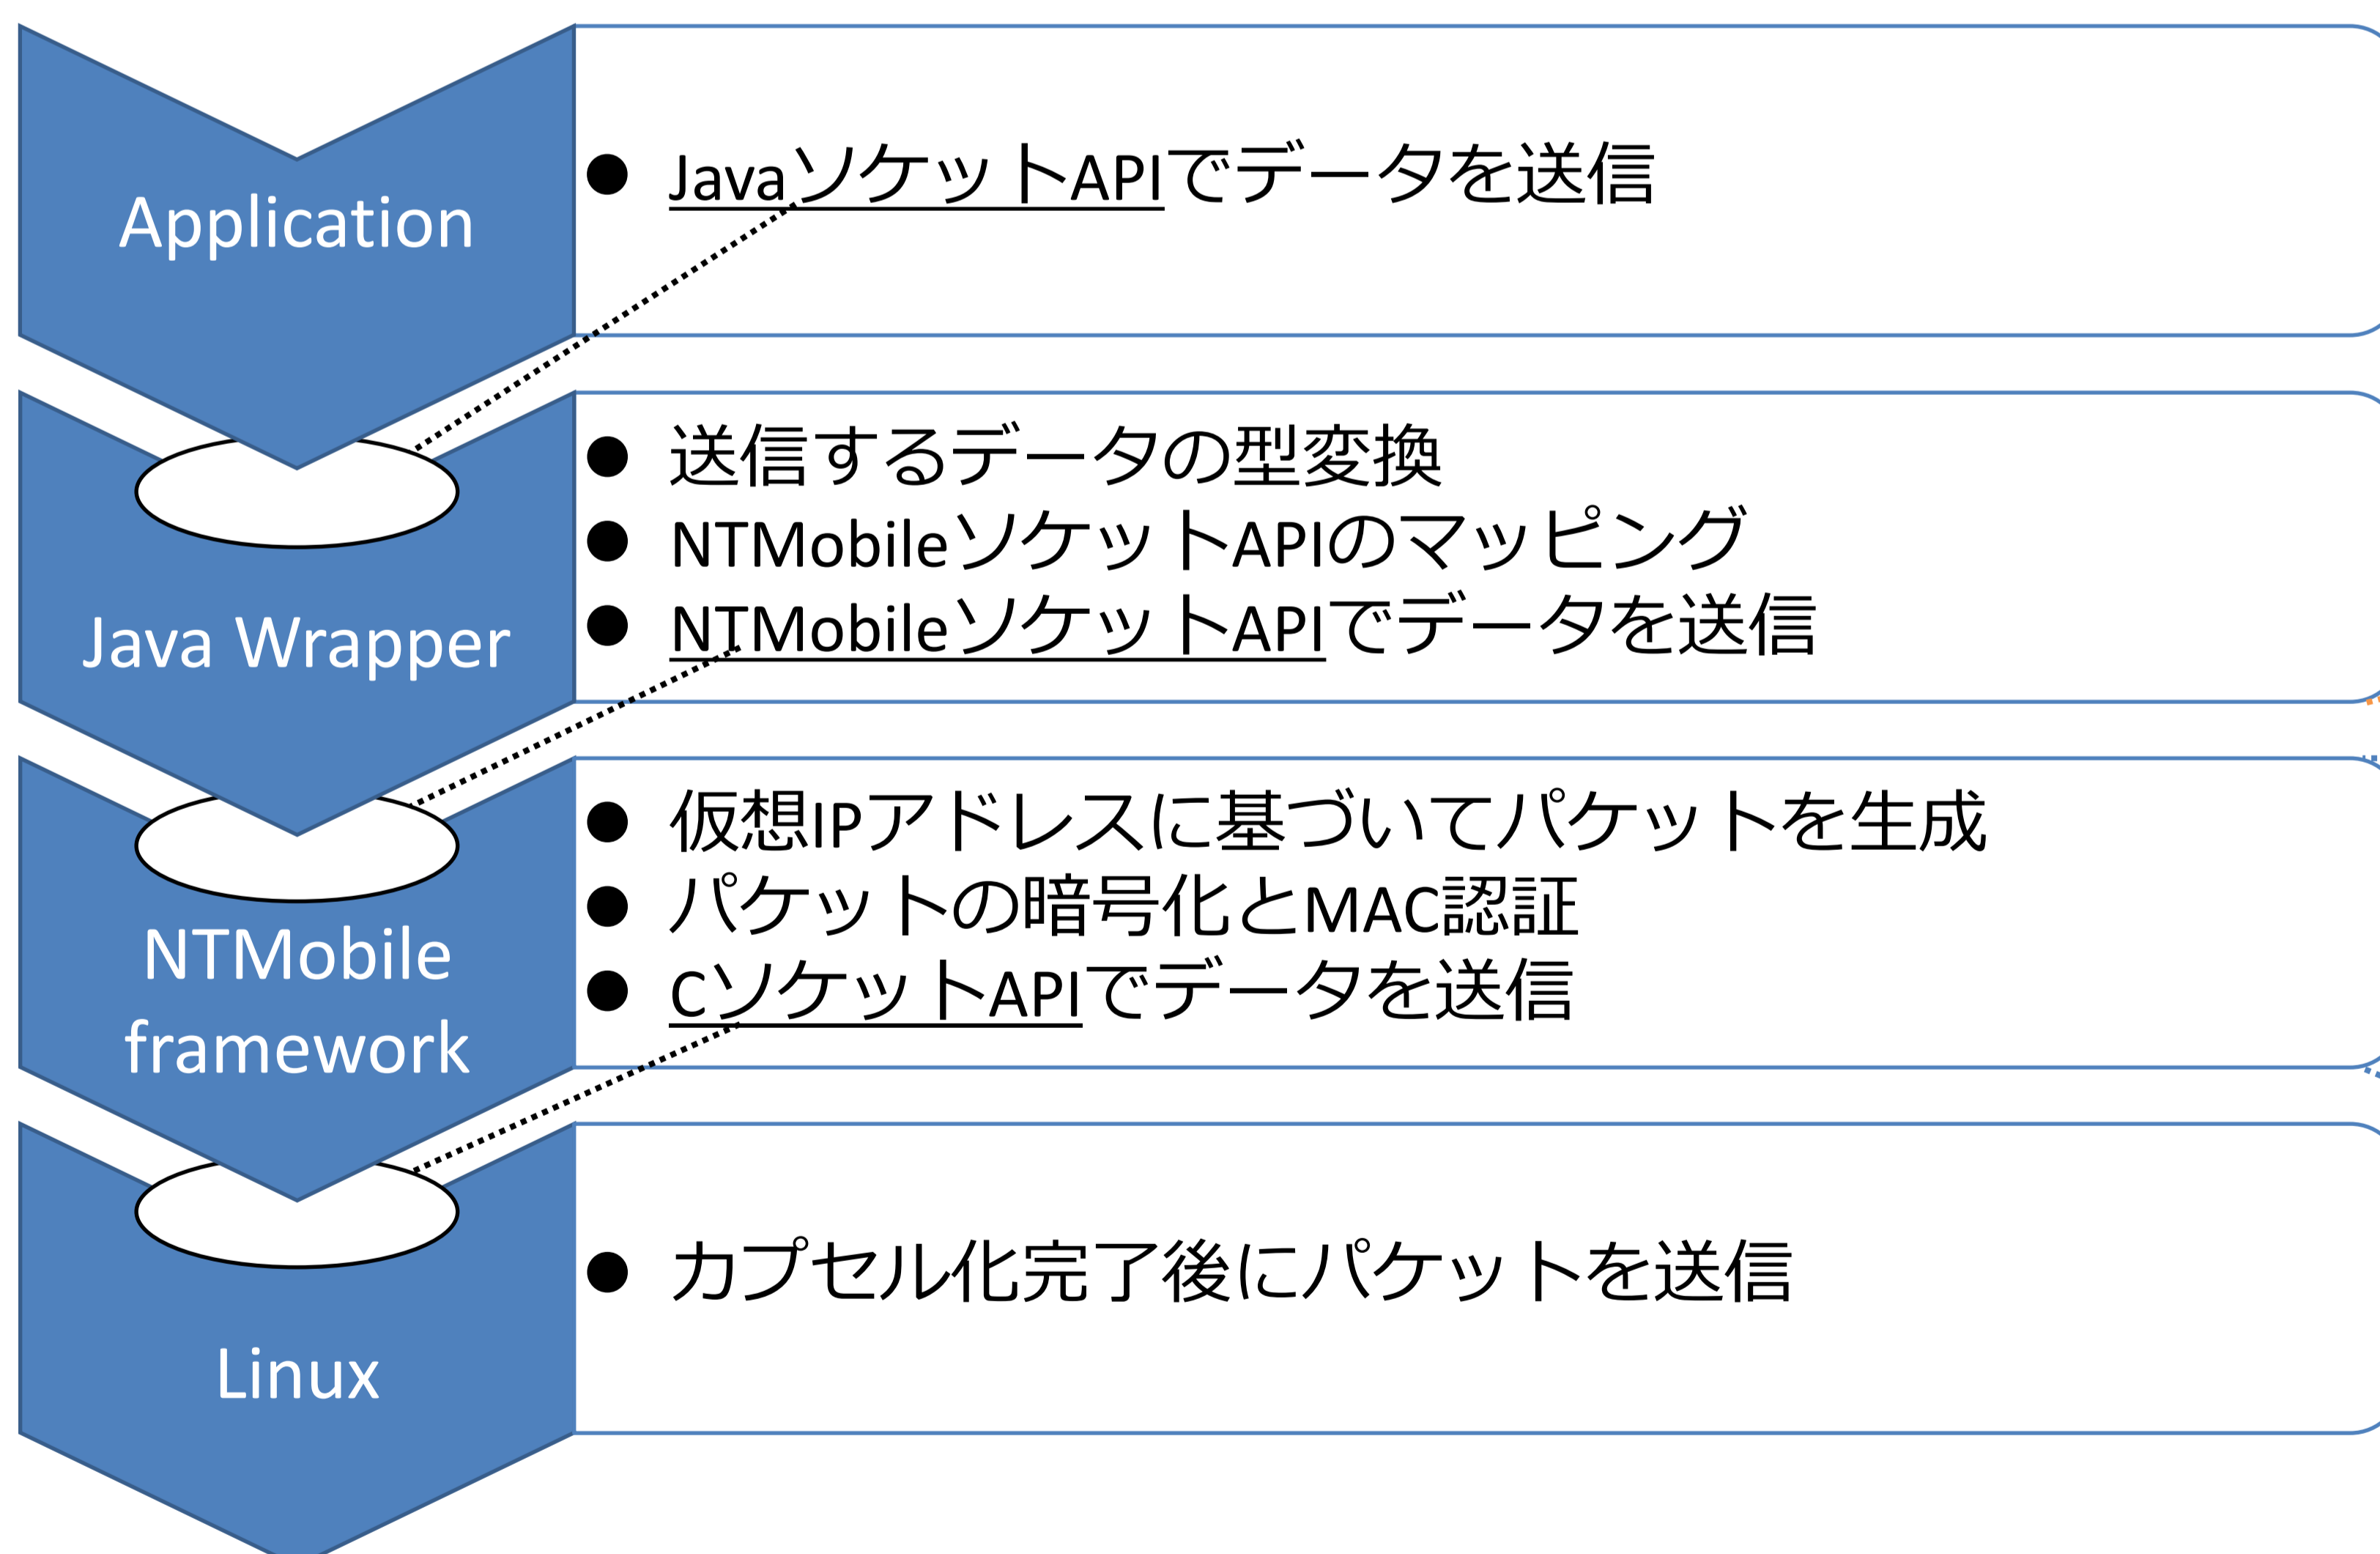 Application
● JavaソケットAPIでデータを送信
Java Wrapper
● 送信するデータの型変換
● NTMobileソケットAPIのマッピング
● NTMobileソケットAPIでデータを送信
NTMobile
framework
● 仮想IPアドレスに基づいてパケットを生成
● パケットの暗号化とMAC認証
● CソケットAPIでデータを送信
Linux
● カプセル化完了後にパケットを送信